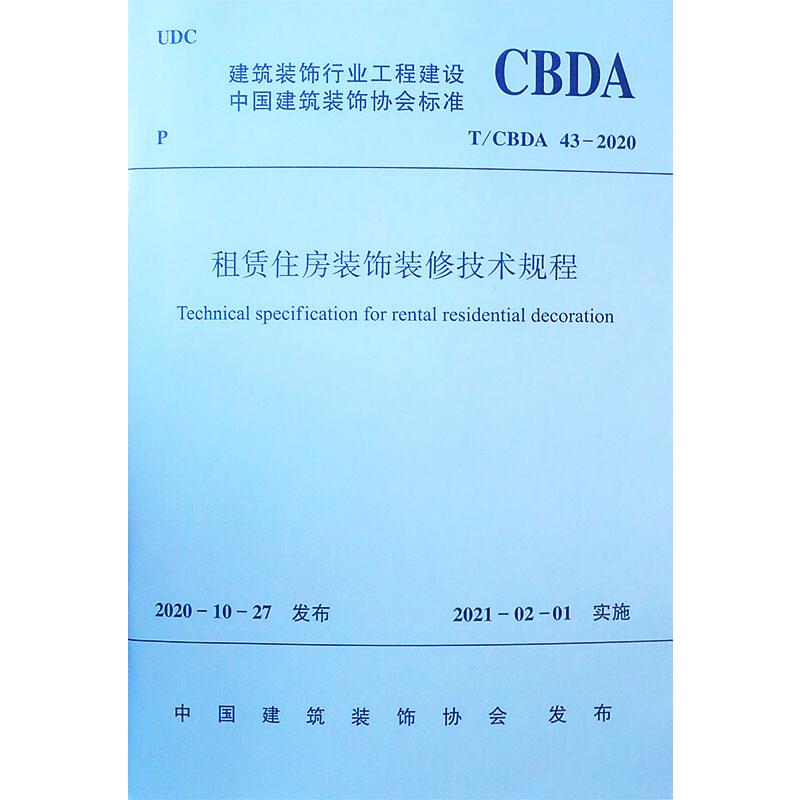 UDC
建筑装饰行业工程建设
中国建筑装饰协会标准
CBDA
P
T/CBDA 43-2020
租赁住房装饰装修技术规程
Technical specification for rental residential decoration
2020-10-27 发布
2021-02-01 实施
中国建筑装饰协会 发布